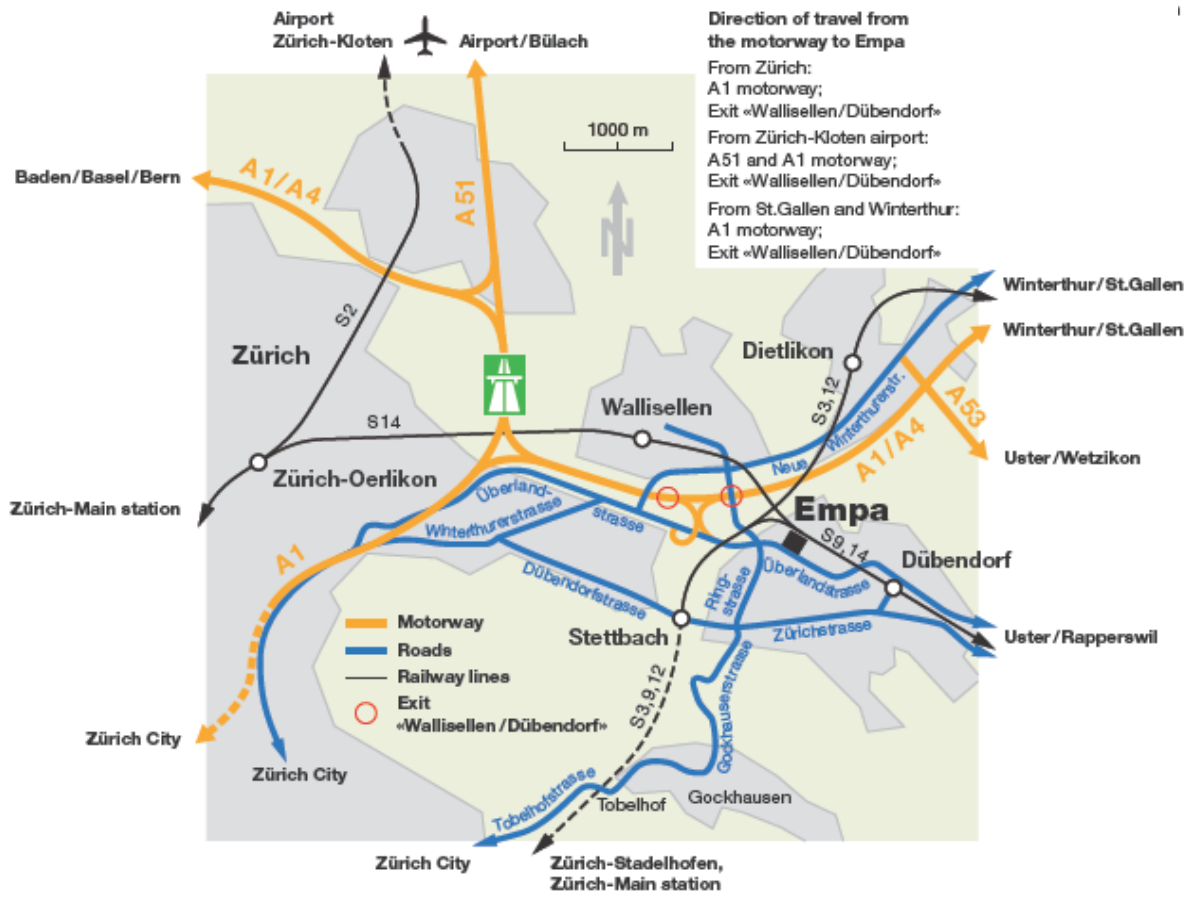 Airport
Zürich-Kloten
Airport/Bülach
Direction of travel from
the motorway to Empa
From Zürich:
A1 motorway;
Exit «Wallisellen/Dübendorf»
From Zürich-Kloten airport:
A51 and A1 motorway;
Exit «Wallisellen/Dübendorf»
From St.Gallen and Winterthur:
A1 motorway;
Exit «Wallisellen/Dübendorf»
1000 m
N
Baden/Basel/Bern
A1/A4
A51
S2
Zürich
Winterthur/St.Gallen
Winterthur/St.Gallen
Dietlikon
S3,12
Neue Winterthurerstr.
A53
A1/A4
Uster/Wetzikon
Wallisellen
S14
Zürich-Oerlikon
Zürich-Main station
Überland-
strasse
Winterthurerstrasse
A1
Empa
S9,14
Dübendorf
Überlandstrasse
Ring-
strasse
Dübendorfstrasse
Zürichstrasse
Stettbach
Uster/Rapperswil
Motorway
Roads
Railway lines
Exit
«Wallisellen/Dübendorf»
S3,9,12
Gockhauserstrasse
Zürich City
Zürich City
Tobelhofstrasse
Tobelhof
Gockhausen
Zürich City
Zürich-Stadelhofen,
Zürich-Main station